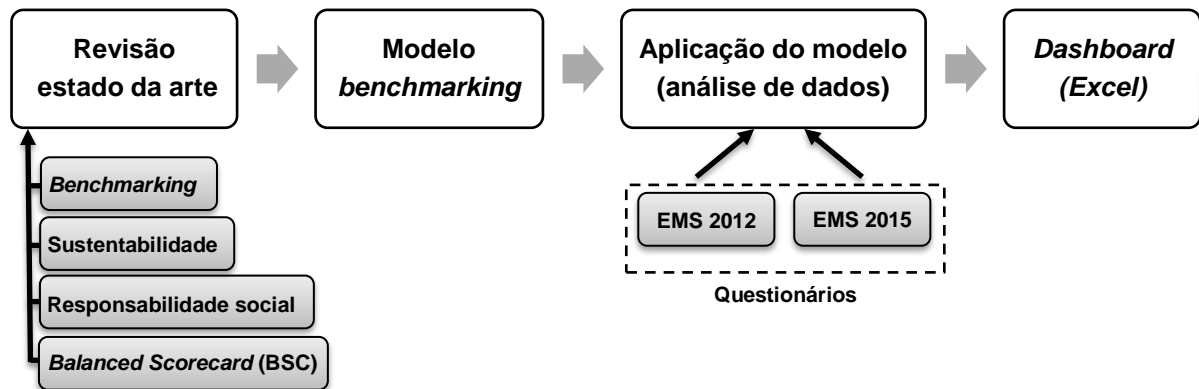 Revisão
estado da arte
Modelo
benchmarking
Aplicação do modelo
(análise de dados)
Dashboard
(Excel)
Benchmarking
Sustentabilidade
Responsabilidade social
Balanced Scorecard (BSC)
EMS 2012
EMS 2015
Questionários